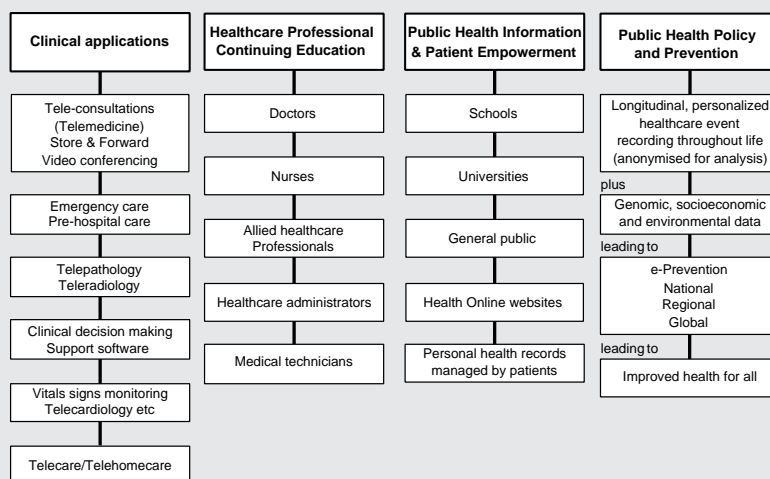 Clinical applications
Tele-consultations
(Telemedicine)
Store & Forward
Video conferencing
Emergency care
Pre-hospital care
Telepathology
Teleradiology
Clinical decision making
Support software
Vitals signs monitoring
Telecardiology etc
Telecare/Telehomecare
Healthcare Professional
Continuing Education
Doctors
Nurses
Allied healthcare
Professionals
Healthcare administrators
Medical technicians
Public Health Information
& Patient Empowerment
Schools
Universities
General public
Health Online websites
Personal health records
managed by patients
Public Health Policy
and Prevention
Longitudinal, personalized
healthcare event
recording throughout life
(anonymised for analysis)
plus
Genomic, socioeconomic
and environmental data
leading to
e-Prevention
National
Regional
Global
leading to
Improved health for all